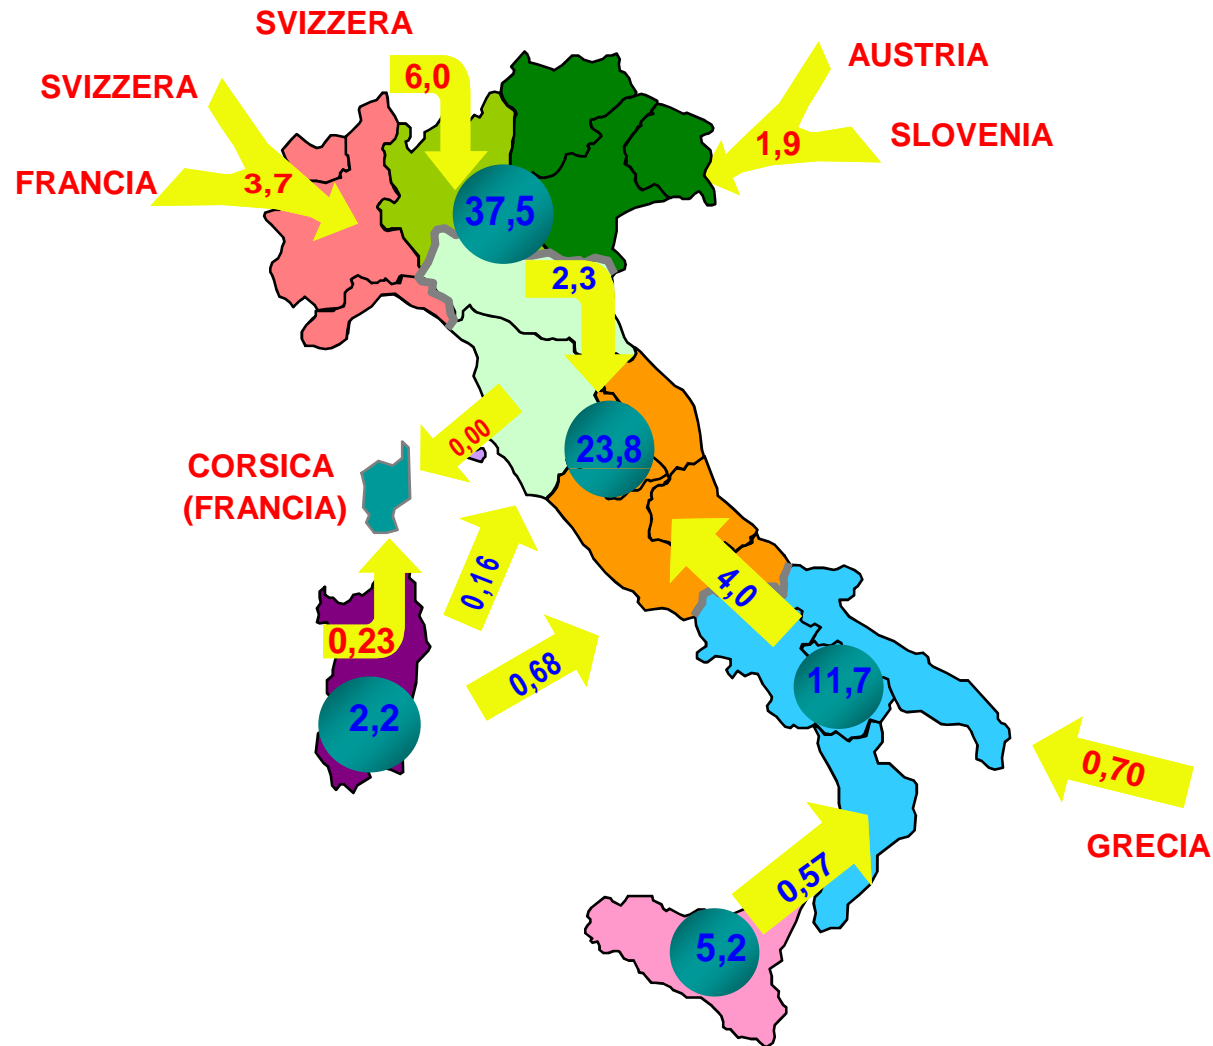 SVIZZERA
6,0
AUSTRIA
SVIZZERA
1,9
SLOVENIA
FRANCIA
3,7
37,5
2,3
0,00
23,8
CORSICA
(FRANCIA)
0,16
4,0
0,23
0,68
11,7
2,2
0,70
GRECIA
0,57
5,2